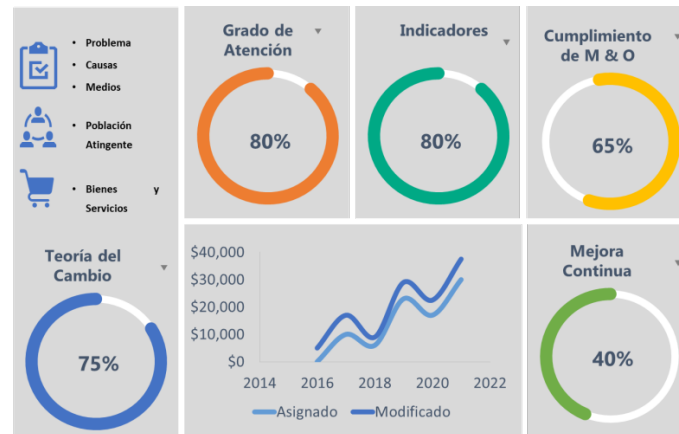 • Problema
• Causas
• Medios
• Población
Atingente
• Bienes y
Servicios
Teoría del
Cambio
75%
Grado de
Atención
80%
Indicadores
80%
Cumplimiento
de M & O
65%
$40,000
$30,000
$20,000
$10,000
$0
2014 2016 2018 2020 2022
Asignado Modificado
Mejora
Continua
40%